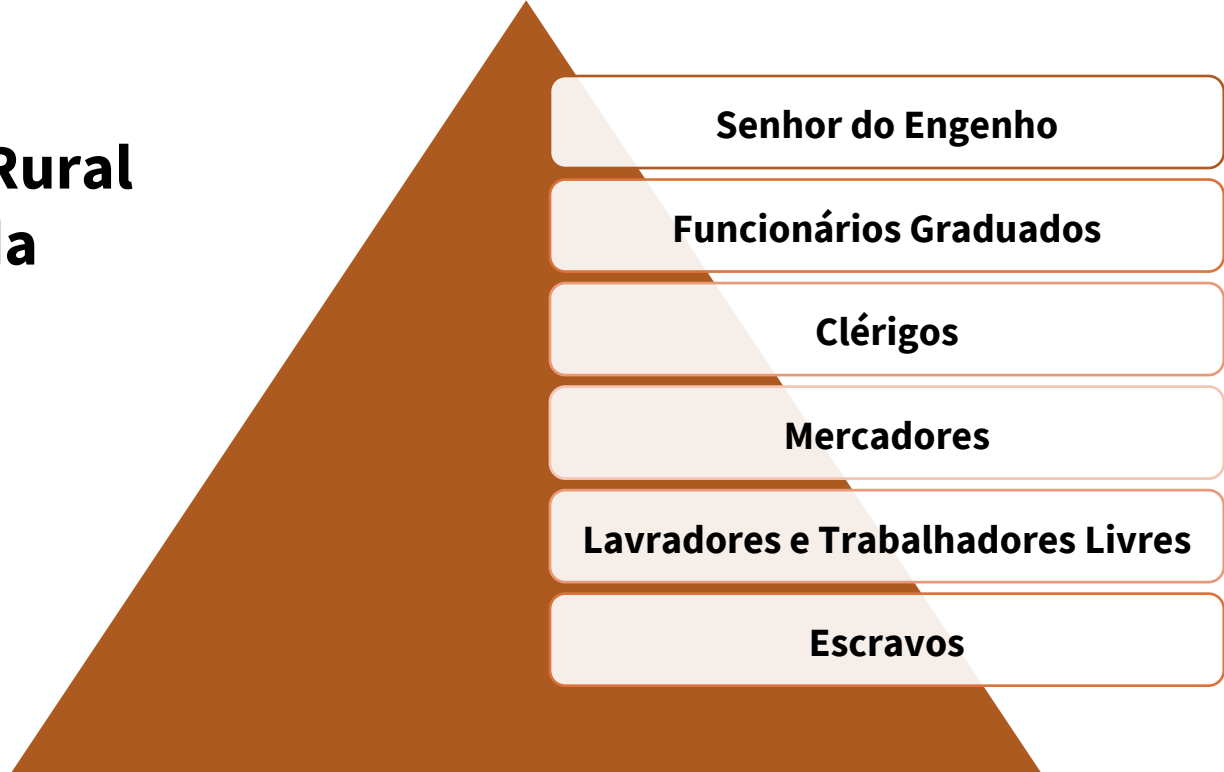 Rural
Senhor do Engenho
Funcionários Graduados
Clérigos
Mercadores
Lavradores e Trabalhadores Livres
Escravos